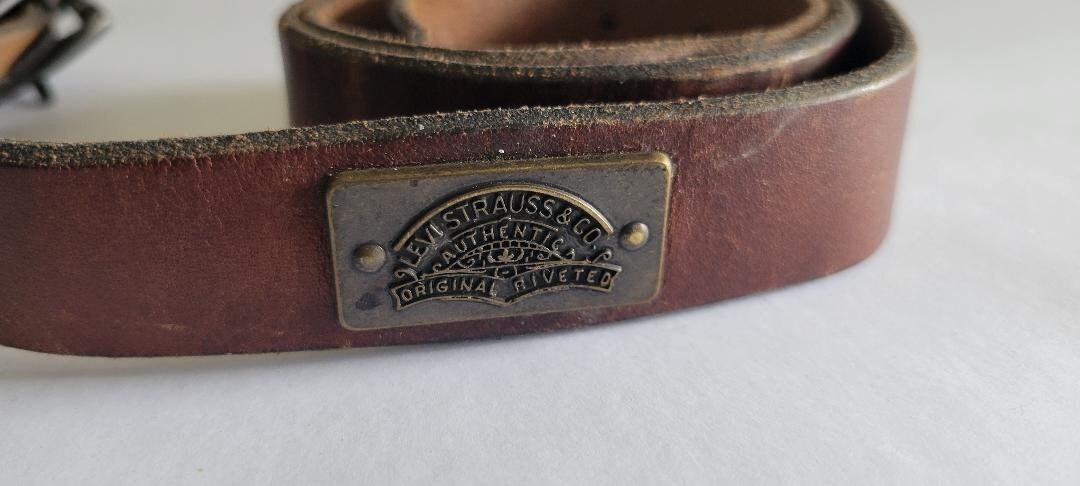 LEVI STRAUSS & CO
AUTHENTIC
ORIGINAL RIVETED